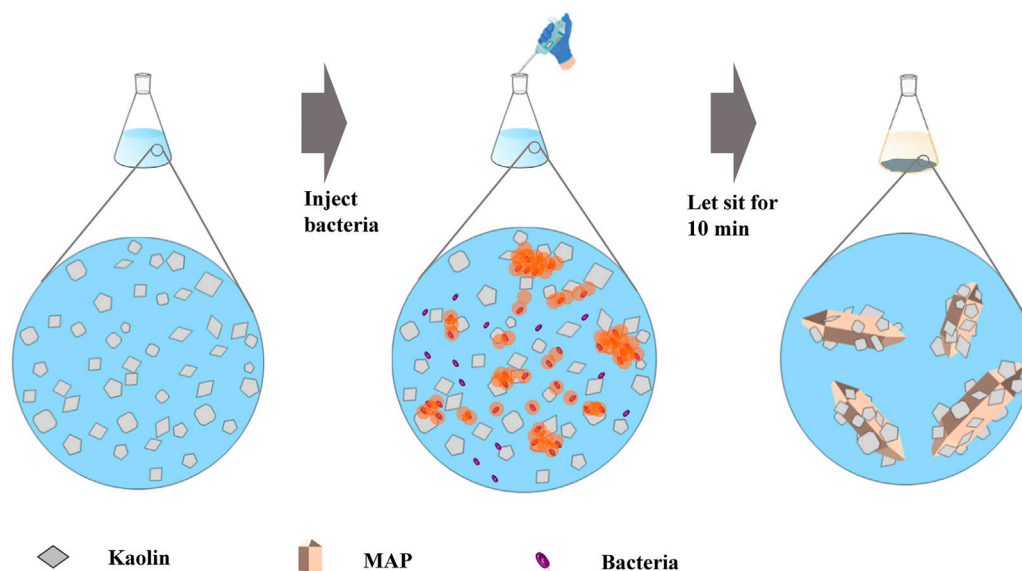 Inject
bacteria
Let sit for
10 min
Kaolin
MAP
Bacteria